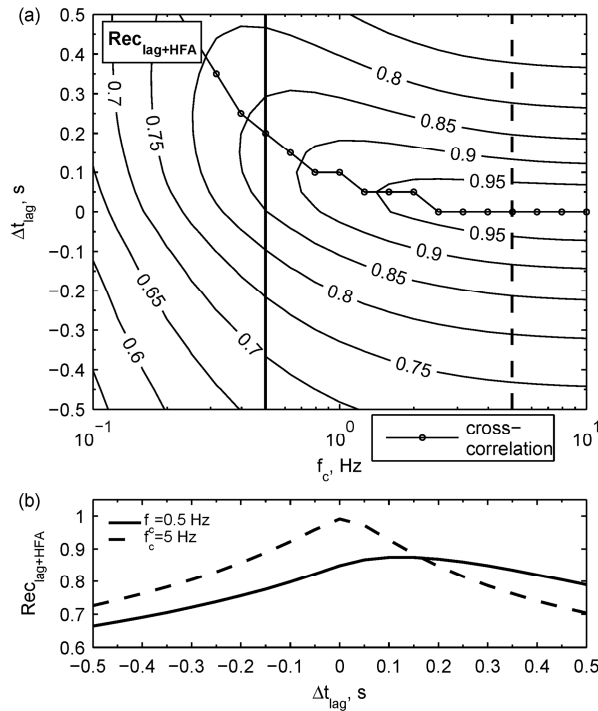 (a)
Rec_lag+HFA
0.5
0.4
0.3
0.2
0.1
0
−0.1
−0.2
−0.3
−0.4
−0.5
Δt_lag, s
0.7
0.75
0.65
0.6
0.8
0.85
0.9
0.95
0.95
0.9
0.85
0.8
0.75
0.7
10^−1
10^0
10^1
f_c, Hz
cross−
correlation
(b)
f_c=0.5 Hz
f_c=5 Hz
1
0.9
0.8
0.7
0.6
Rec_lag+HFA
−0.5 −0.4 −0.3 −0.2 −0.1 0 0.1 0.2 0.3 0.4 0.5
Δt_lag, s